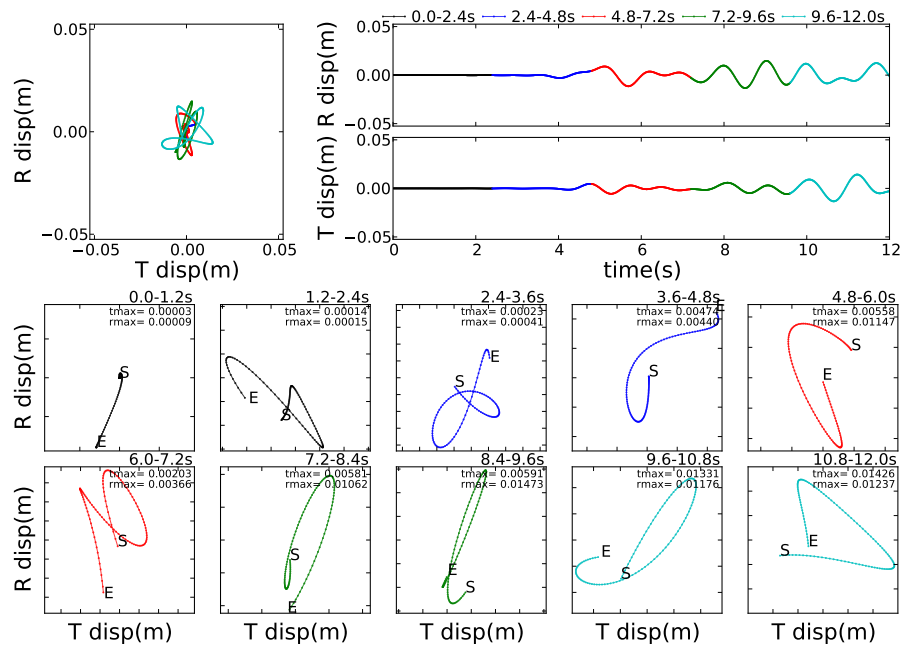 0.0-2.4s 2.4-4.8s 4.8-7.2s 7.2-9.6s 9.6-12.0s
0.05
0.00
−0.05
R disp(m)
−0.05 0.00 0.05
T disp(m)
0.05
0.00
−0.05
R disp(m)
0.05
0.00
−0.05
T disp(m)
0 2 4 6 8 10 12
time(s)
0.0-1.2s
tmax= 0.00003
rmax= 0.00009
S
E
R disp(m)
1.2-2.4s
tmax= 0.00014
rmax= 0.00015
E
S
2.4-3.6s
tmax= 0.00023
rmax= 0.00041
E
S
3.6-4.8s
tmax= 0.00474
rmax= 0.00440
E
S
4.8-6.0s
tmax= 0.00558
rmax= 0.01147
S
E
6.0-7.2s
tmax= 0.00203
rmax= 0.00366
S
E
R disp(m)
T disp(m)
7.2-8.4s
tmax= 0.00581
rmax= 0.01062
S
E
T disp(m)
8.4-9.6s
tmax= 0.00591
rmax= 0.01473
E
S
T disp(m)
9.6-10.8s
tmax= 0.01331
rmax= 0.01176
E
S
T disp(m)
10.8-12.0s
tmax= 0.01426
rmax= 0.01237
E
S
T disp(m)